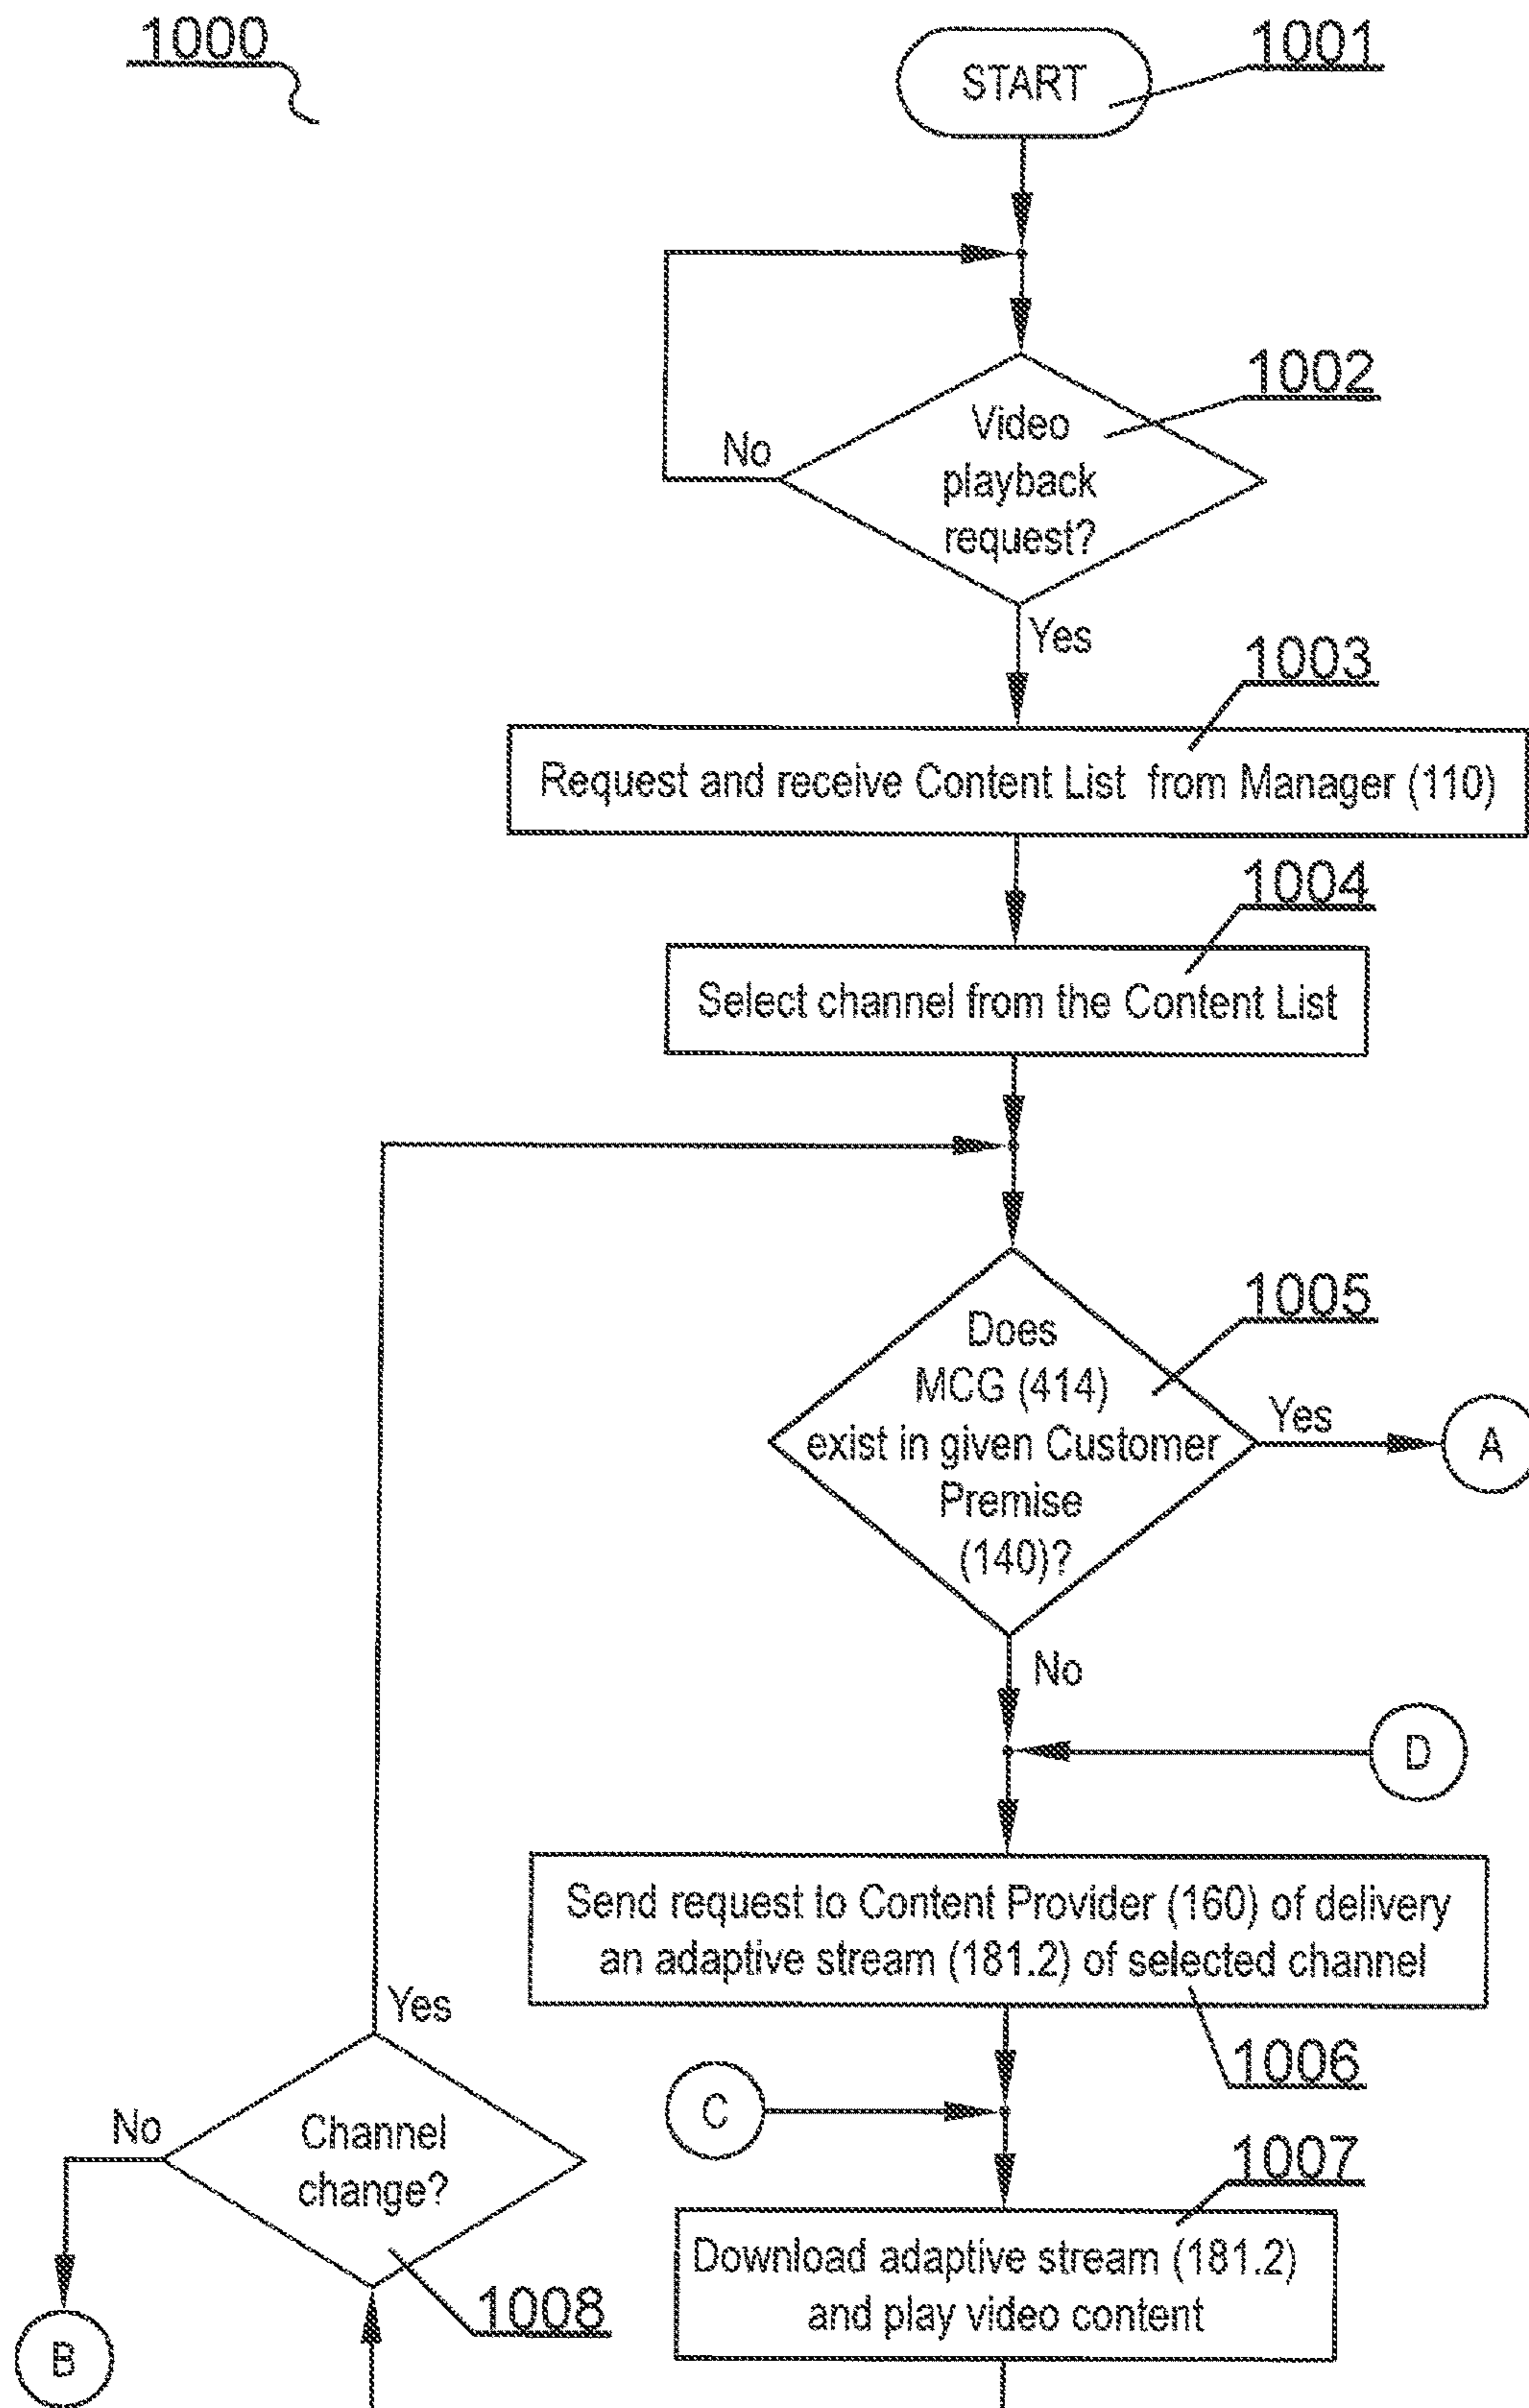 1000
START
1001
Video
playback
request?
1002
No
Yes
1003
Request and receive Content List from Manager (110)
1004
Select channel from the Content List
Does
MCG (414)
exist in given Customer
Premise
(140)?
1005
Yes
A
No
D
Send request to Content Provider (160) of delivery
an adaptive stream (181.2) of selected channel
1006
Yes
No
Channel
change?
1008
B
C
1007
Download adaptive stream (181.2)
and play video content